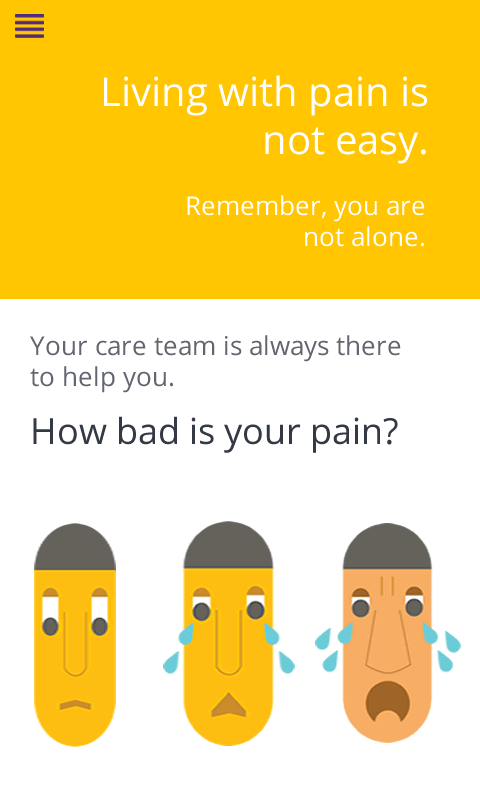 Living with pain is
not easy.
Remember, you are
not alone.
Your care team is always there
to help you.
How bad is your pain?